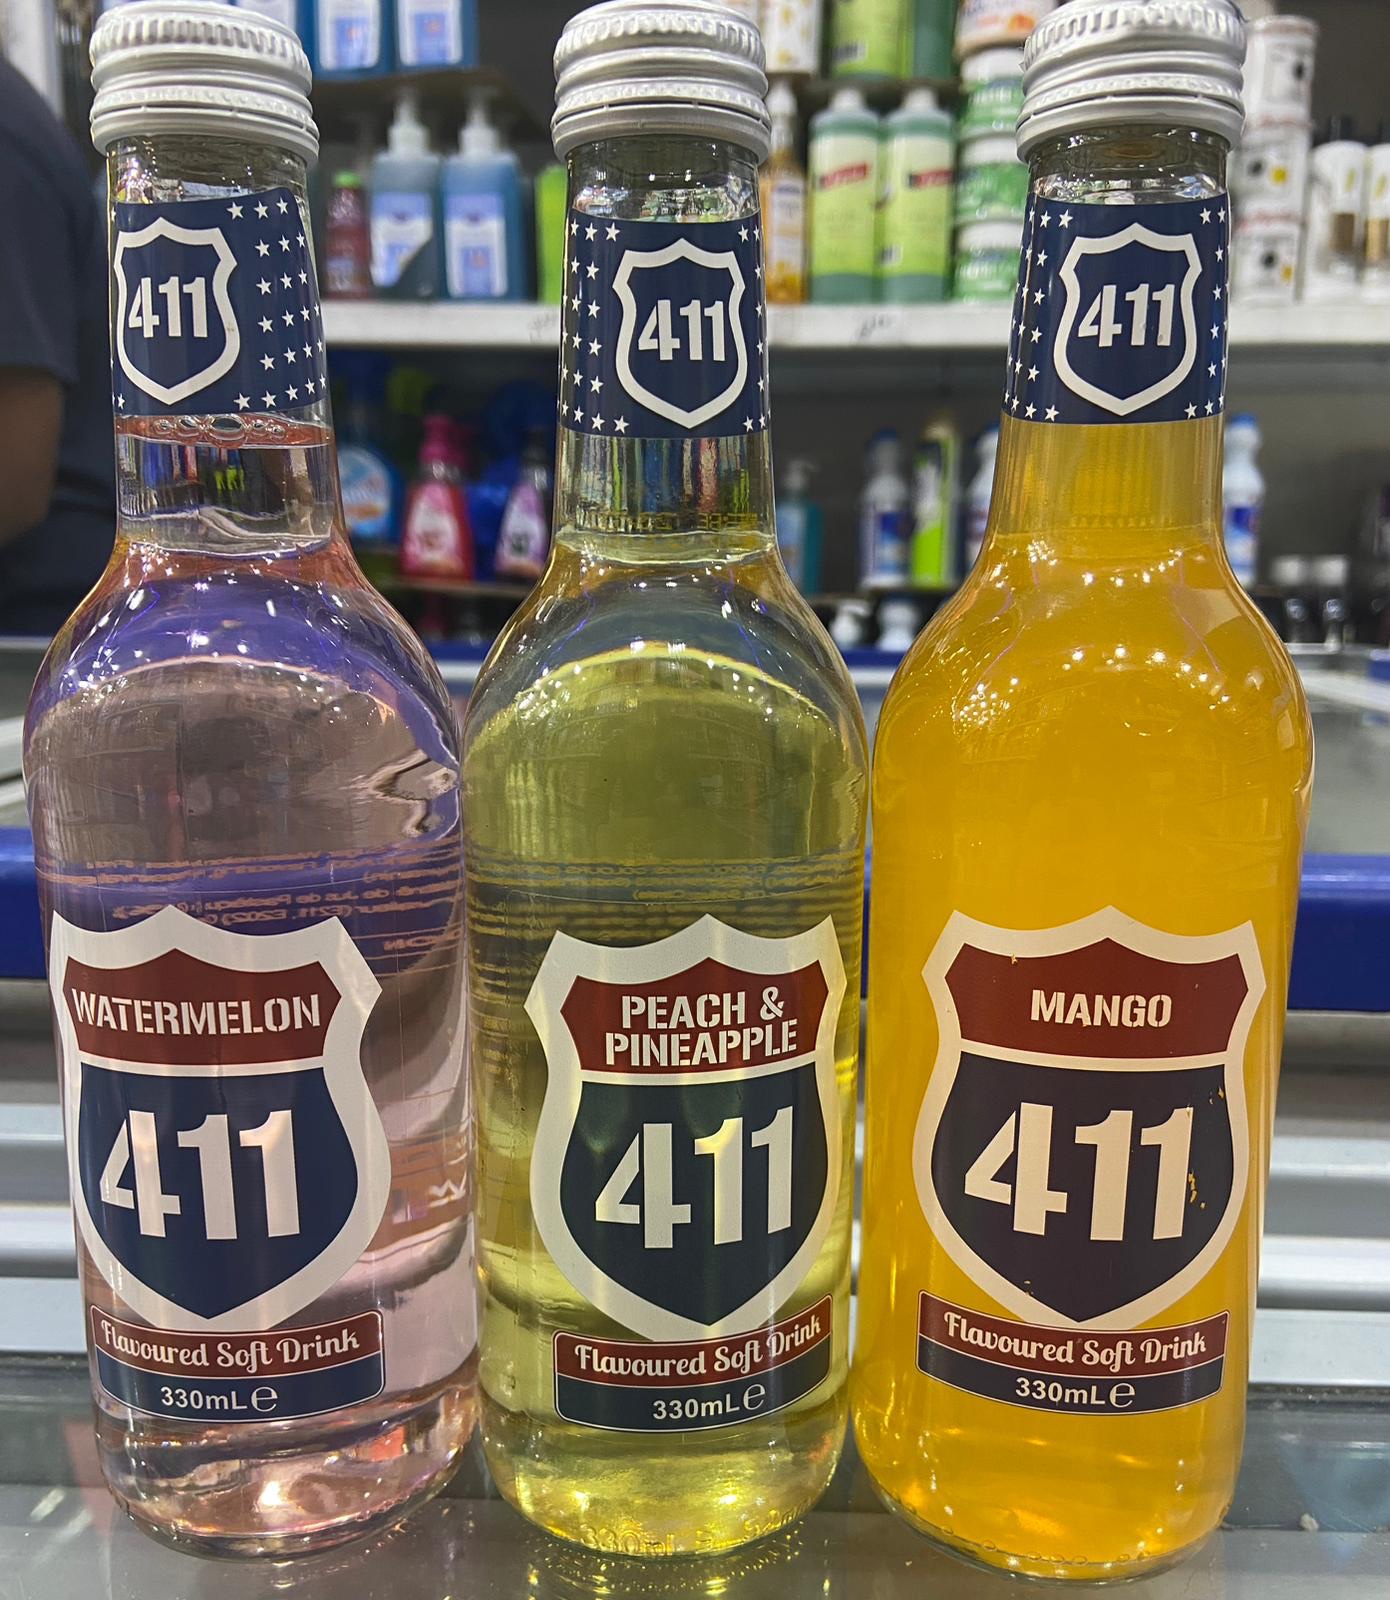 411
WATERMELON
411
Flavoured Soft Drink
330mL℮
411
PEACH &
PINEAPPLE
411
Flavoured Soft Drink
330mL℮
330mL
411
MANGO
411
Flavoured Soft Drink
330mL℮